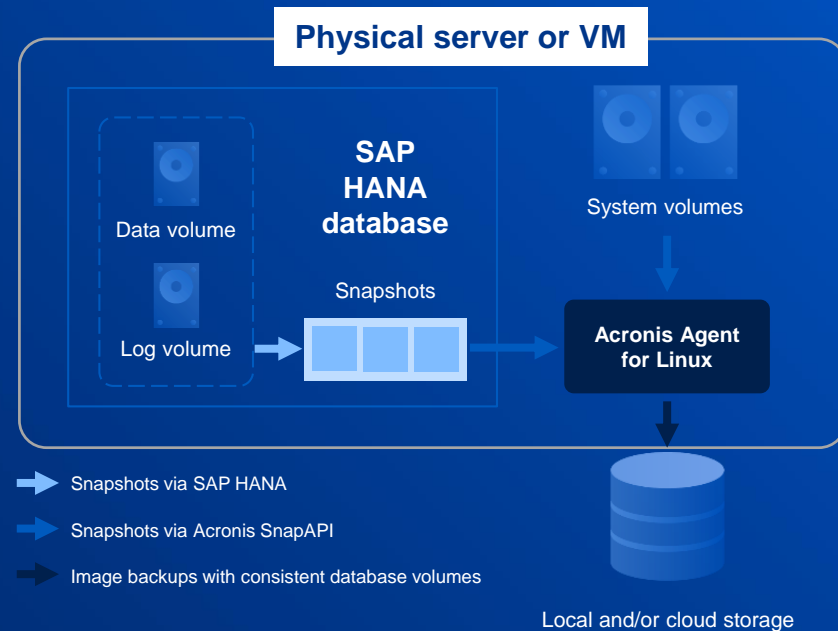 Physical server or VM
SAP
HANA
database
Data volume
Log volume
Snapshots
System volumes
Acronis Agent
for Linux
Snapshots via SAP HANA
Snapshots via Acronis SnapAPI
Image backups with consistent database volumes
Local and/or cloud storage